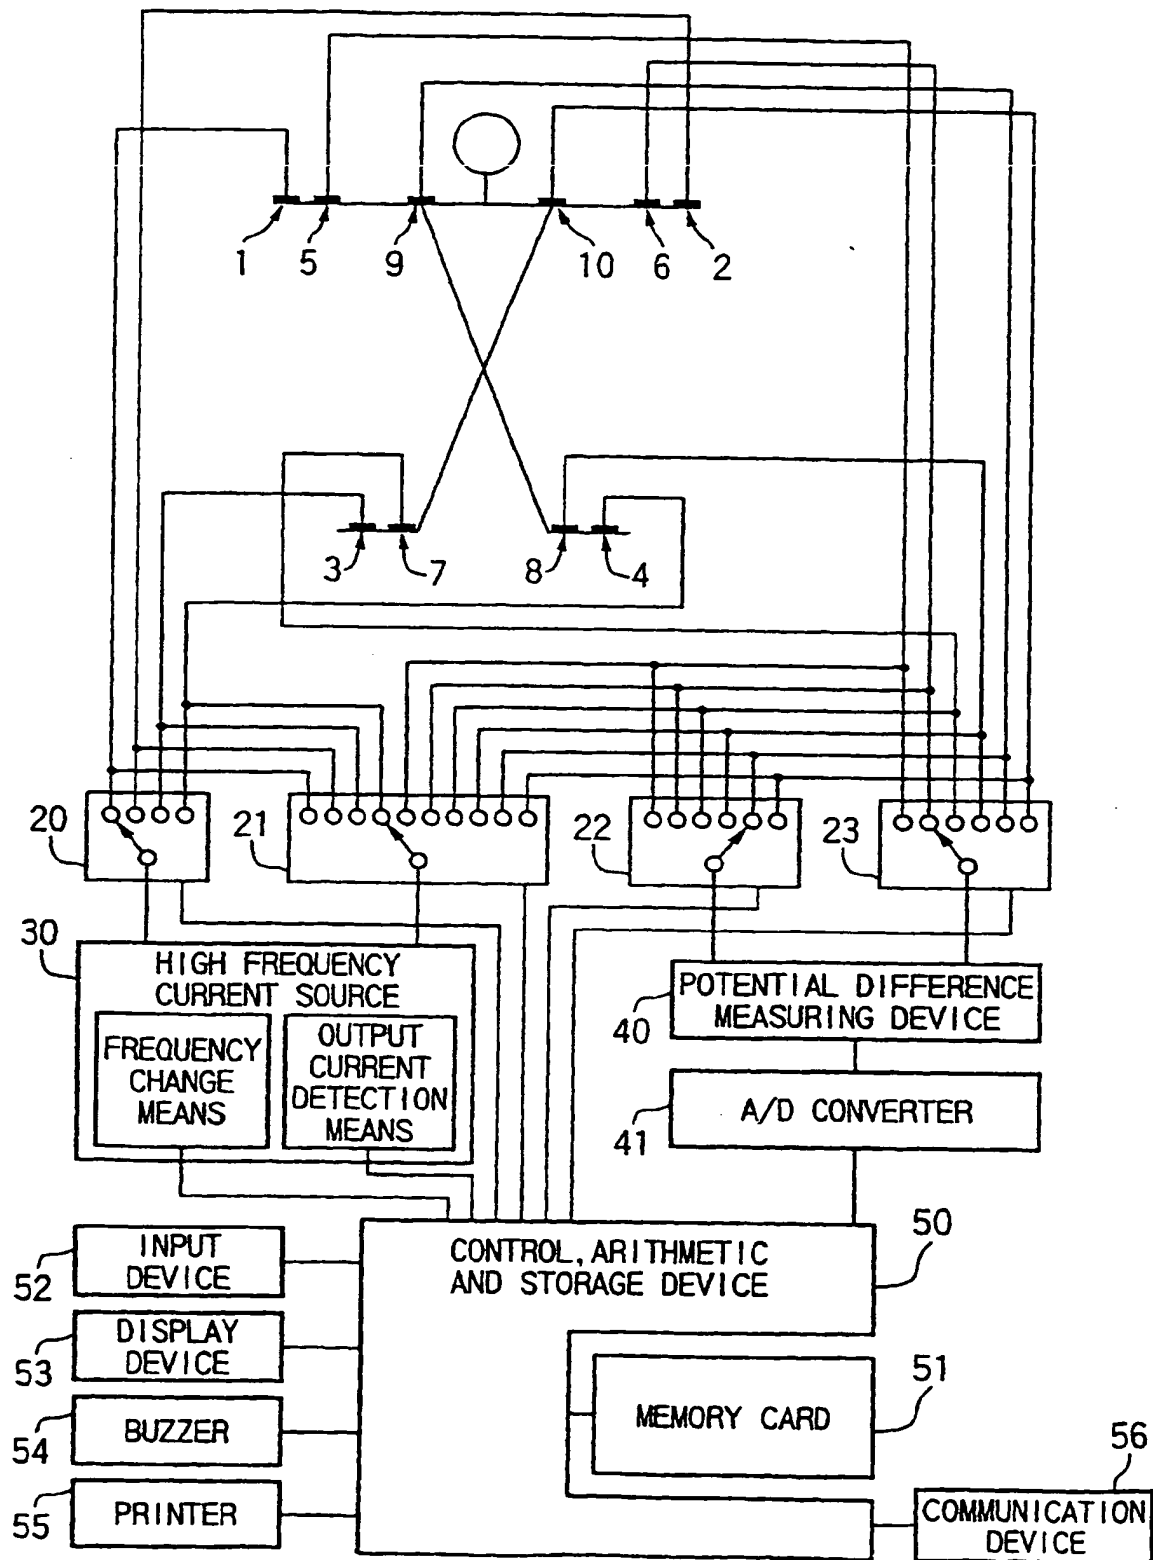 1
5
9
10
6
2
3
7
8
4
20
21
22
23
30
HIGH FREQUENCY
CURRENT SOURCE
FREQUENCY
CHANGE
MEANS
OUTPUT
CURRENT
DETECTION
MEANS
40
POTENTIAL DIFFERENCE
MEASURING DEVICE
41
A/D CONVERTER
50
CONTROL, ARITHMETIC
AND STORAGE DEVICE
52
INPUT
DEVICE
53
DISPLAY
DEVICE
51
MEMORY CARD
54
BUZZER
55
PRINTER
56
COMMUNICATION
DEVICE